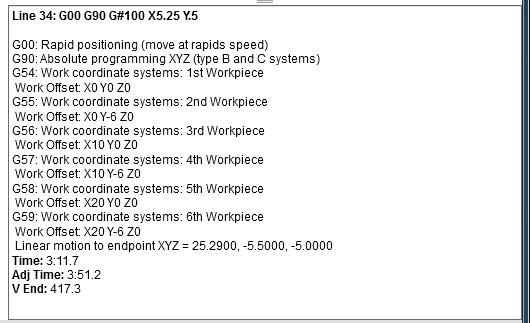 Line 34: G00 G90 G#100 X5.25 Y.5
G00: Rapid positioning (move at rapids speed)
G90: Absolute programming XYZ (type B and C systems)
G54: Work coordinate systems: 1st Workpiece
Work Offset: X0 Y0 Z0
G55: Work coordinate systems: 2nd Workpiece
Work Offset: X0 Y-6 Z0
G56: Work coordinate systems: 3rd Workpiece
Work Offset: X10 Y0 Z0
G57: Work coordinate systems: 4th Workpiece
Work Offset: X10 Y-6 Z0
G58: Work coordinate systems: 5th Workpiece
Work Offset: X20 Y0 Z0
G59: Work coordinate systems: 6th Workpiece
Work Offset: X20 Y-6 Z0
Linear motion to endpoint XYZ = 25.2900, -5.5000, -5.0000
Time: 3:11.7
Adj Time: 3:51.2
V End: 417.3